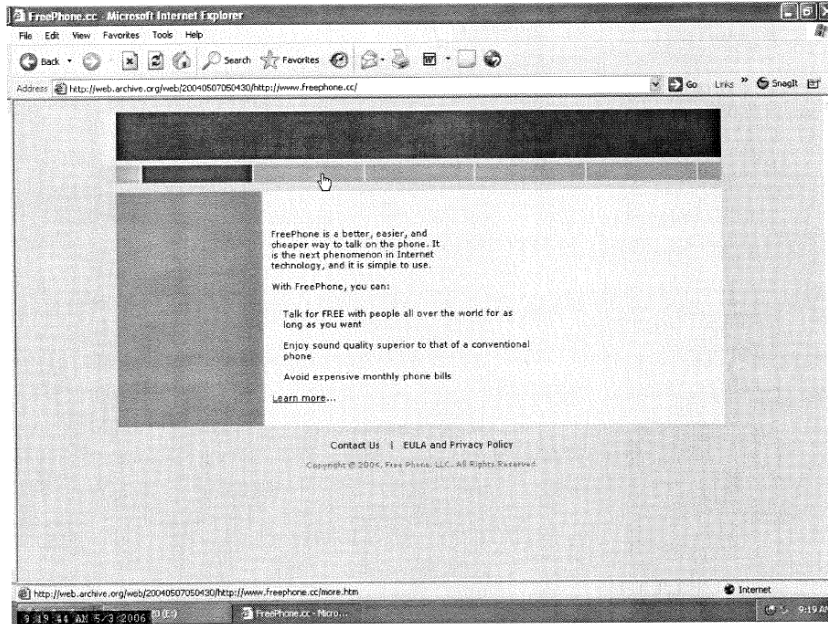 FreePhone.cc - Microsoft Internet Explorer
File Edit View Favorites Tools Help
Back Search Favorites
Address http://web.archive.org/web/20040507050430/http://www.freephone.cc/ Go Links » SnagIt
FreePhone is a better, easier, and
cheaper way to talk on the phone. It
is the next phenomenon in Internet
technology, and it is simple to use.
With FreePhone, you can:
Talk for FREE with people all over the world for as
long as you want
Enjoy sound quality superior to that of a conventional
phone
Avoid expensive monthly phone bills
Learn more...
Contact Us | EULA and Privacy Policy
Copyright © 2004, Free Phone, LLC. All Rights Reserved
http://web.archive.org/web/20040507050430/http://www.freephone.cc/more.htm Internet
9:19:44 AM 5/3/2006 (E:) FreePhone.cc - Micro... 9:19 AM